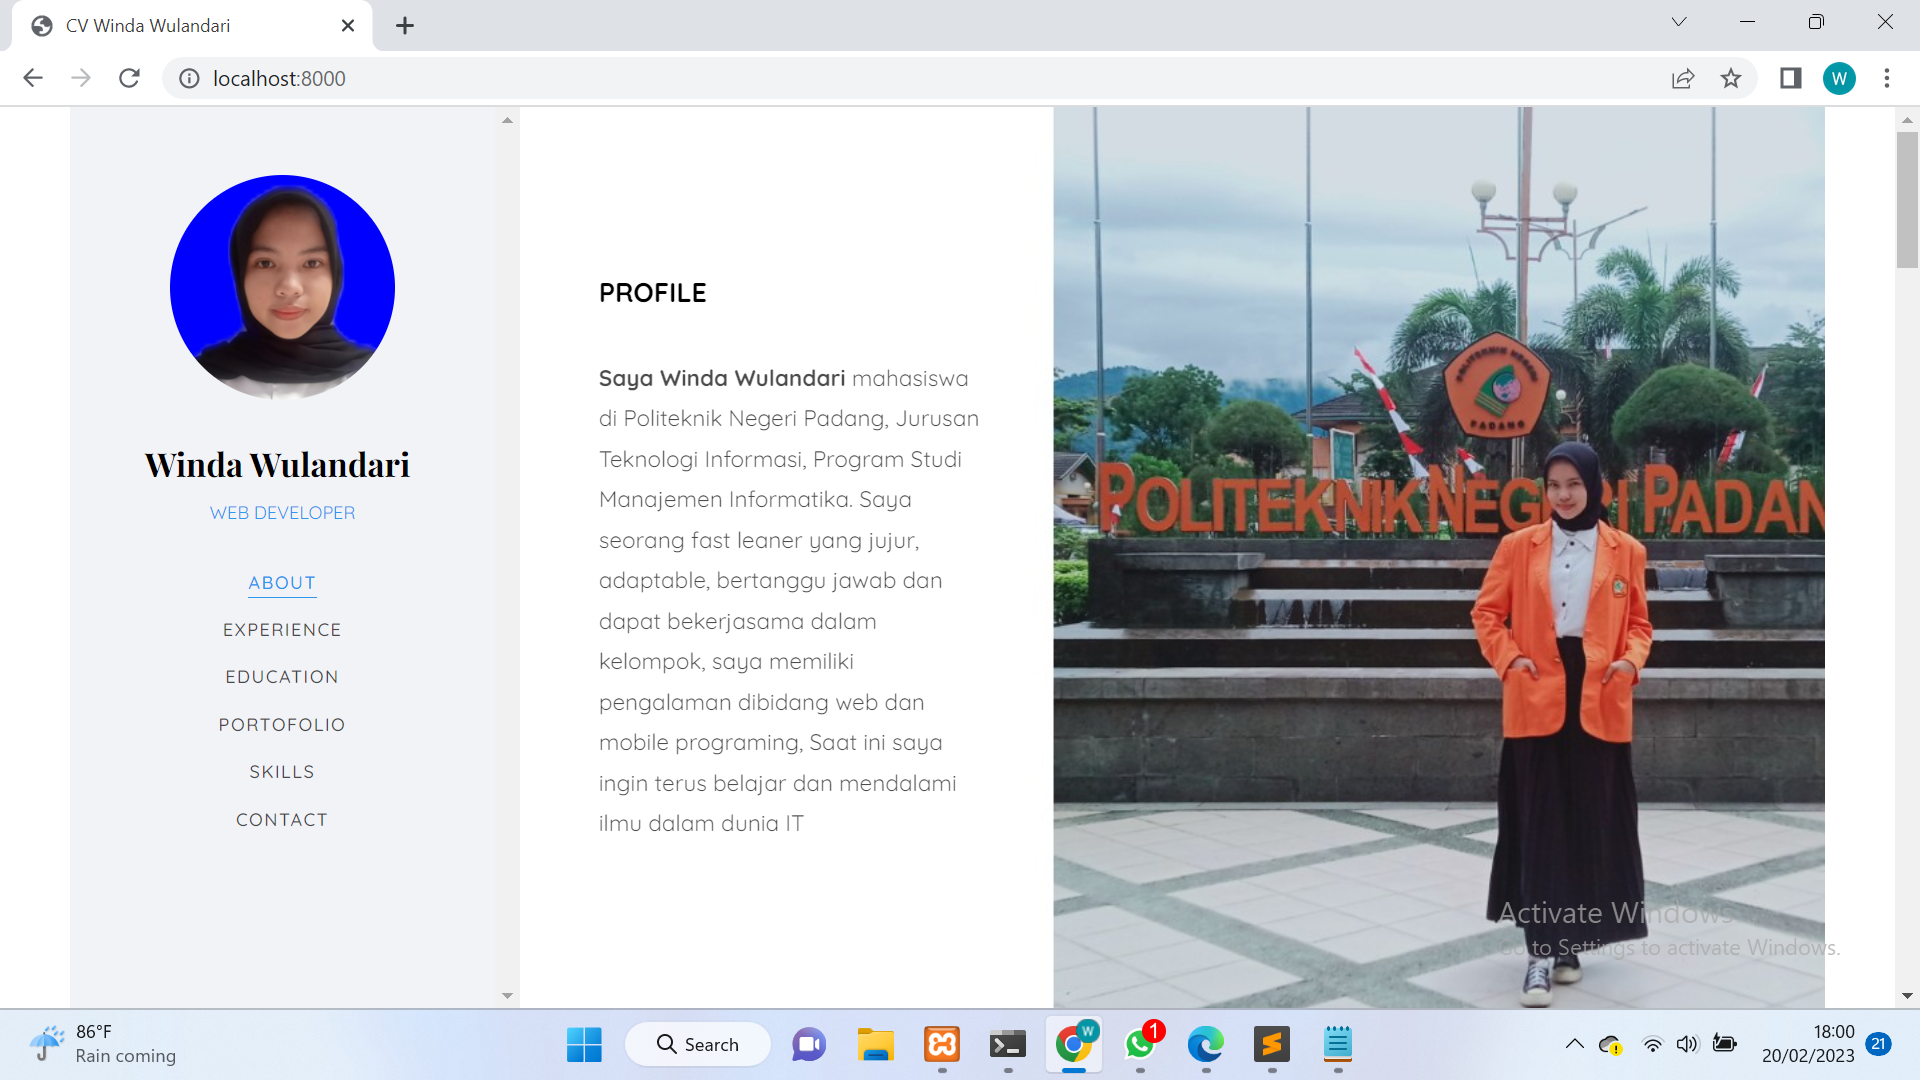 CV Winda Wulandari
localhost:8000
W
Winda Wulandari
WEB DEVELOPER
ABOUT
EXPERIENCE
EDUCATION
PORTOFOLIO
SKILLS
CONTACT
PROFILE
Saya Winda Wulandari mahasiswa
di Politeknik Negeri Padang, Jurusan
Teknologi Informasi, Program Studi
Manajemen Informatika. Saya
seorang fast leaner yang jujur,
adaptable, bertanggu jawab dan
dapat bekerjasama dalam
kelompok, saya memiliki
pengalaman dibidang web dan
mobile programing, Saat ini saya
ingin terus belajar dan mendalami
ilmu dalam dunia IT
POLITEKNIK NEGERI
PADANG
POLITEKNIK NEGERI PADAN
Activate Windows
Go to Settings to activate Windows.
86°F
Rain coming
Search
W
1
18:00
20/02/2023
21